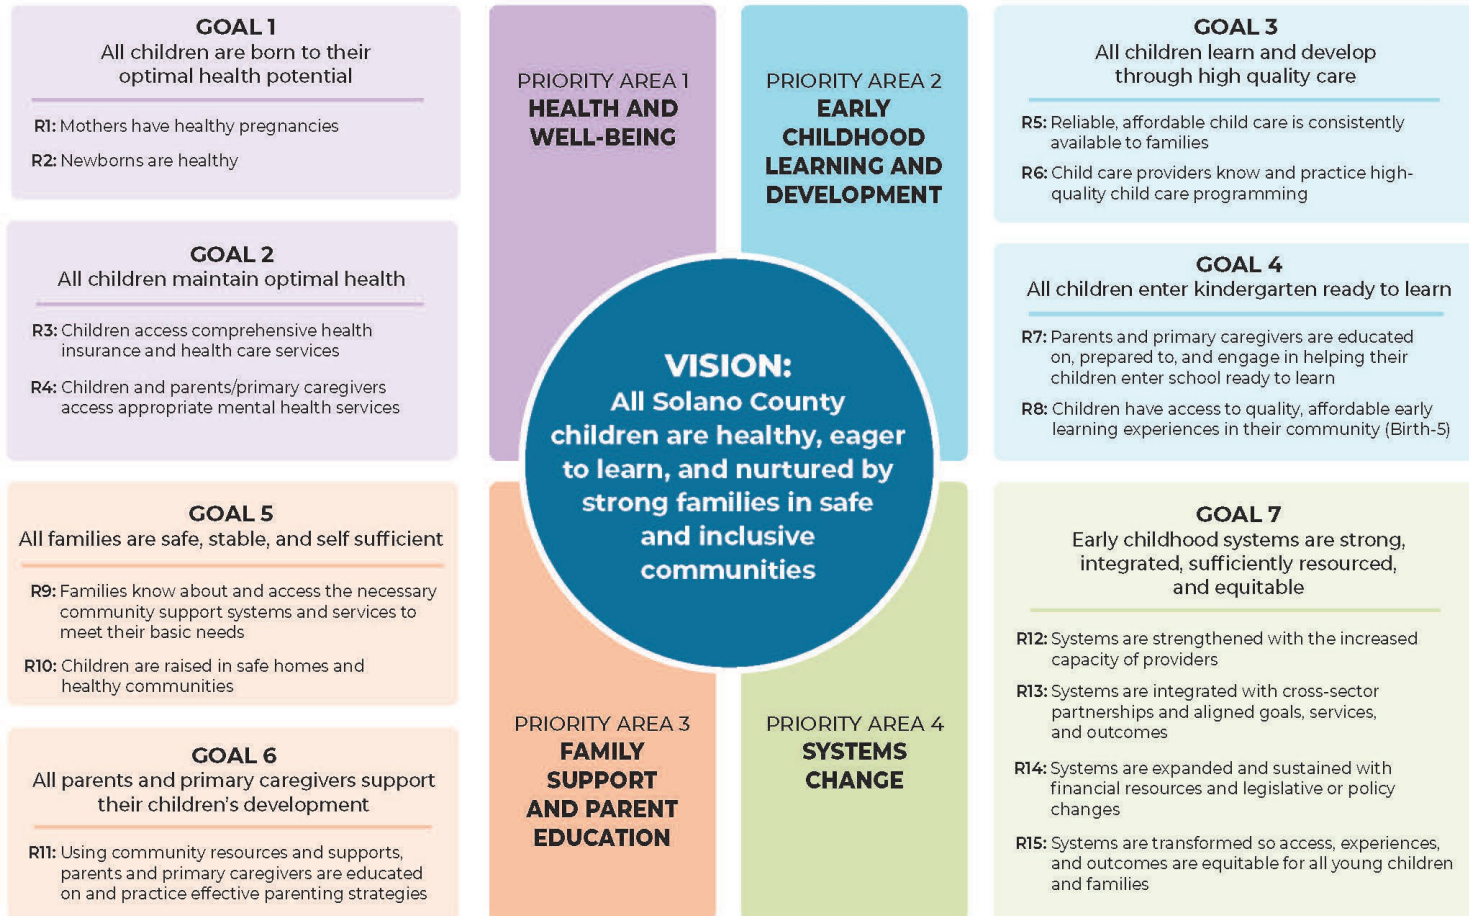 GOAL 1
All children are born to their
optimal health potential
R1: Mothers have healthy pregnancies
R2: Newborns are healthy
GOAL 2
All children maintain optimal health
R3: Children access comprehensive health
insurance and health care services
R4: Children and parents/primary caregivers
access appropriate mental health services
PRIORITY AREA 1
HEALTH AND
WELL-BEING
PRIORITY AREA 2
EARLY
CHILDHOOD
LEARNING AND
DEVELOPMENT
GOAL 3
All children learn and develop
through high quality care
R5: Reliable, affordable child care is consistently
available to families
R6: Child care providers know and practice high-
quality child care programming
GOAL 4
All children enter kindergarten ready to learn
R7: Parents and primary caregivers are educated
on, prepared to, and engage in helping their
children enter school ready to learn
R8: Children have access to quality, affordable early
learning experiences in their community (Birth-5)
VISION:
All Solano County
children are healthy, eager
to learn, and nurtured by
strong families in safe
and inclusive
communities
GOAL 5
All families are safe, stable, and self sufficient
R9: Families know about and access the necessary
community support systems and services to
meet their basic needs
R10: Children are raised in safe homes and
healthy communities
GOAL 6
All parents and primary caregivers support
their children's development
R11: Using community resources and supports,
parents and primary caregivers are educated
on and practice effective parenting strategies
PRIORITY AREA 3
FAMILY
SUPPORT
AND PARENT
EDUCATION
PRIORITY AREA 4
SYSTEMS
CHANGE
GOAL 7
Early childhood systems are strong,
integrated, sufficiently resourced,
and equitable
R12: Systems are strengthened with the increased
capacity of providers
R13: Systems are integrated with cross-sector
partnerships and aligned goals, services,
and outcomes
R14: Systems are expanded and sustained with
financial resources and legislative or policy
changes
R15: Systems are transformed so access, experiences,
and outcomes are equitable for all young children
and families